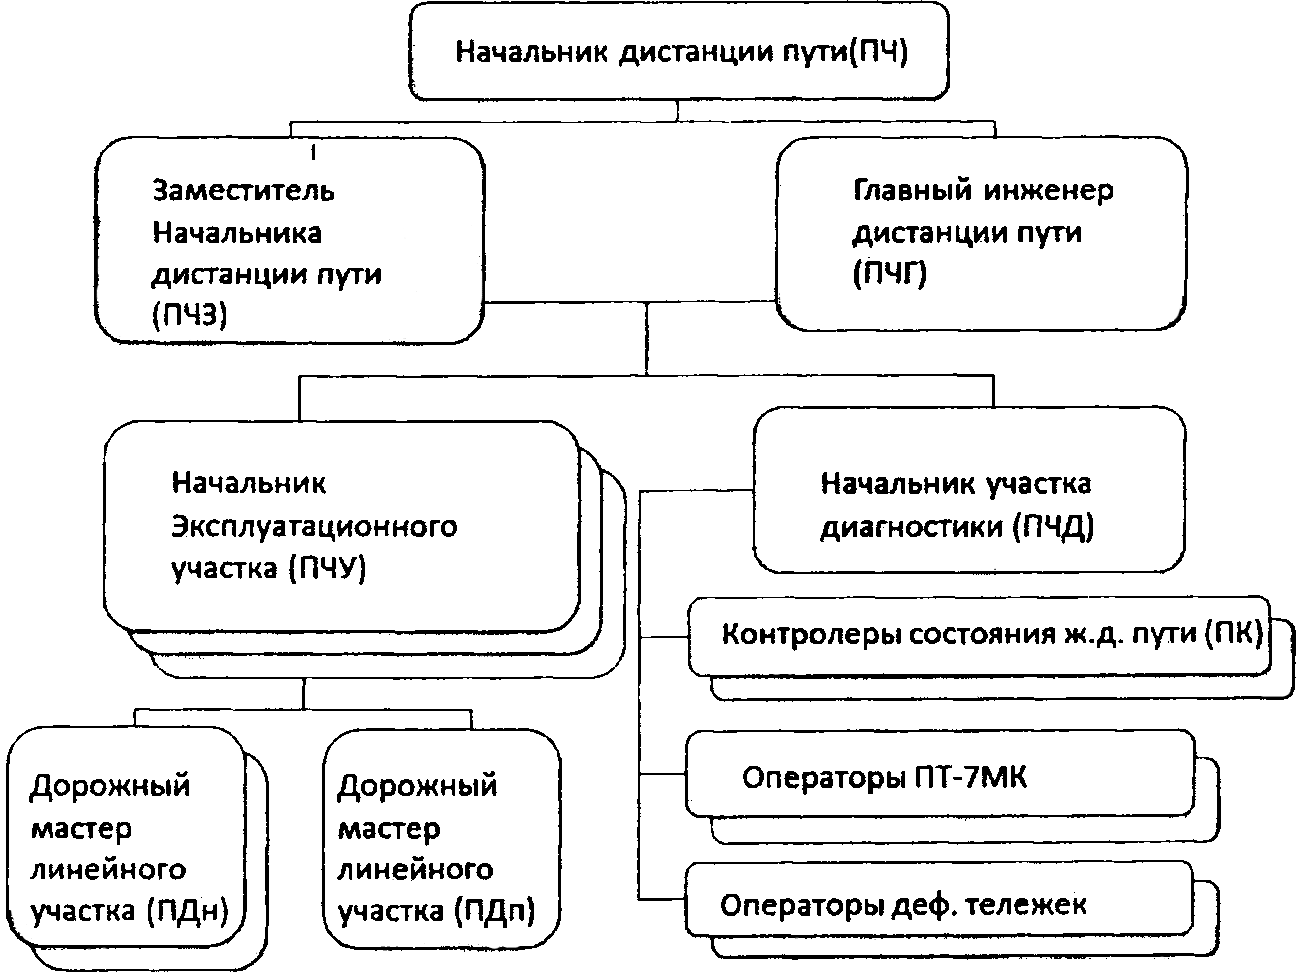 Начальник дистанции пути(ПЧ)
Заместитель
Начальника
дистанции пути
(ПЧЗ)
Главный инженер
дистанции пути
(ПЧГ)
Начальник
Эксплуатационного
участка (ПЧУ)
Начальник участка
диагностики (ПЧД)
Контролеры состояния ж.д. пути (ПК)
Операторы ПТ-7МК
Операторы деф. тележек
Дорожный
мастер
линейного
участка (ПДн)
Дорожный
мастер
линейного
участка (ПДп)